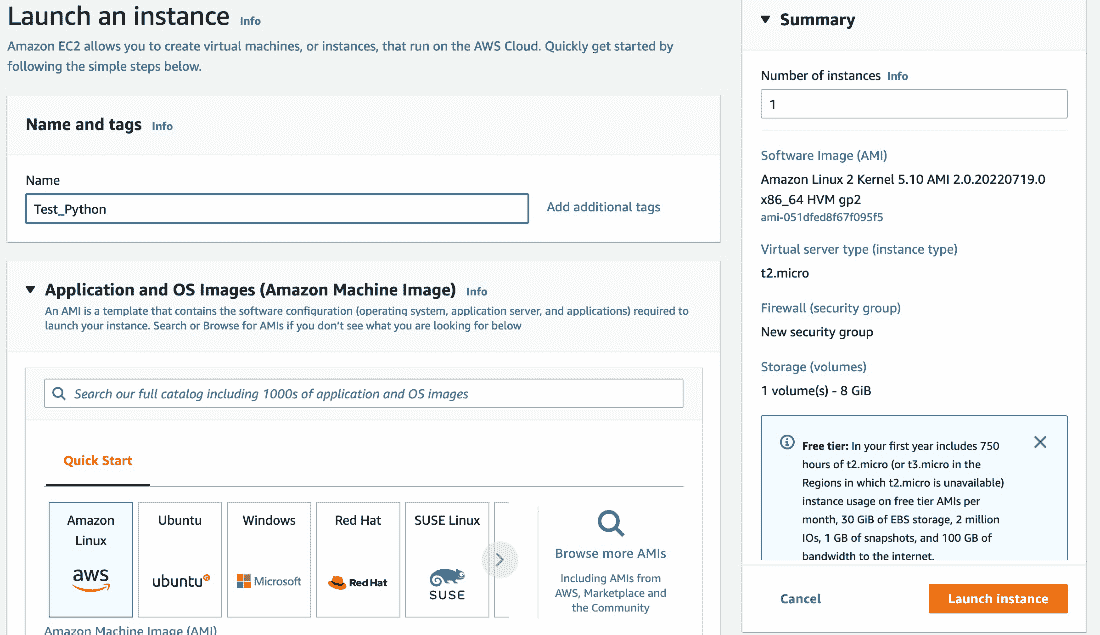 Launch an instance Info
Amazon EC2 allows you to create virtual machines, or instances, that run on the AWS Cloud. Quickly get started by
following the simple steps below.
Name and tags Info
Name
Test_Python
Add additional tags
Application and OS Images (Amazon Machine Image) Info
An AMI is a template that contains the software configuration (operating system, application server, and applications) required to
launch your instance. Search or Browse for AMIs if you don't see what you are looking for below
Search our full catalog including 1000s of application and OS images
Quick Start
Amazon
Linux
aws
Ubuntu
ubuntu
Windows
Microsoft
Red Hat
Red Hat
SUSE Linux
SUSE
Browse more AMIs
Including AMIs from
AWS, Marketplace and
the Community
Amazon Machine Image (AMI)
Summary
Number of instances Info
1
Software Image (AMI)
Amazon Linux 2 Kernel 5.10 AMI 2.0.20220719.0
x86_64 HVM gp2
ami-051dfed8f67f095f5
Virtual server type (instance type)
t2.micro
Firewall (security group)
New security group
Storage (volumes)
1 volume(s) - 8 GiB
Free tier: In your first year includes 750
hours of t2.micro (or t3.micro in the
Regions in which t2.micro is unavailable)
instance usage on free tier AMIs per
month, 30 GiB of EBS storage, 2 million
IOs, 1 GB of snapshots, and 100 GB of
bandwidth to the internet.
Cancel
Launch instance